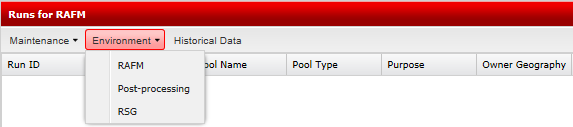 Runs for RAFM
Maintenance Environment Historical Data
Run ID ool Name Pool Type Purpose Owner Geography
RAFM
Post-processing
RSG